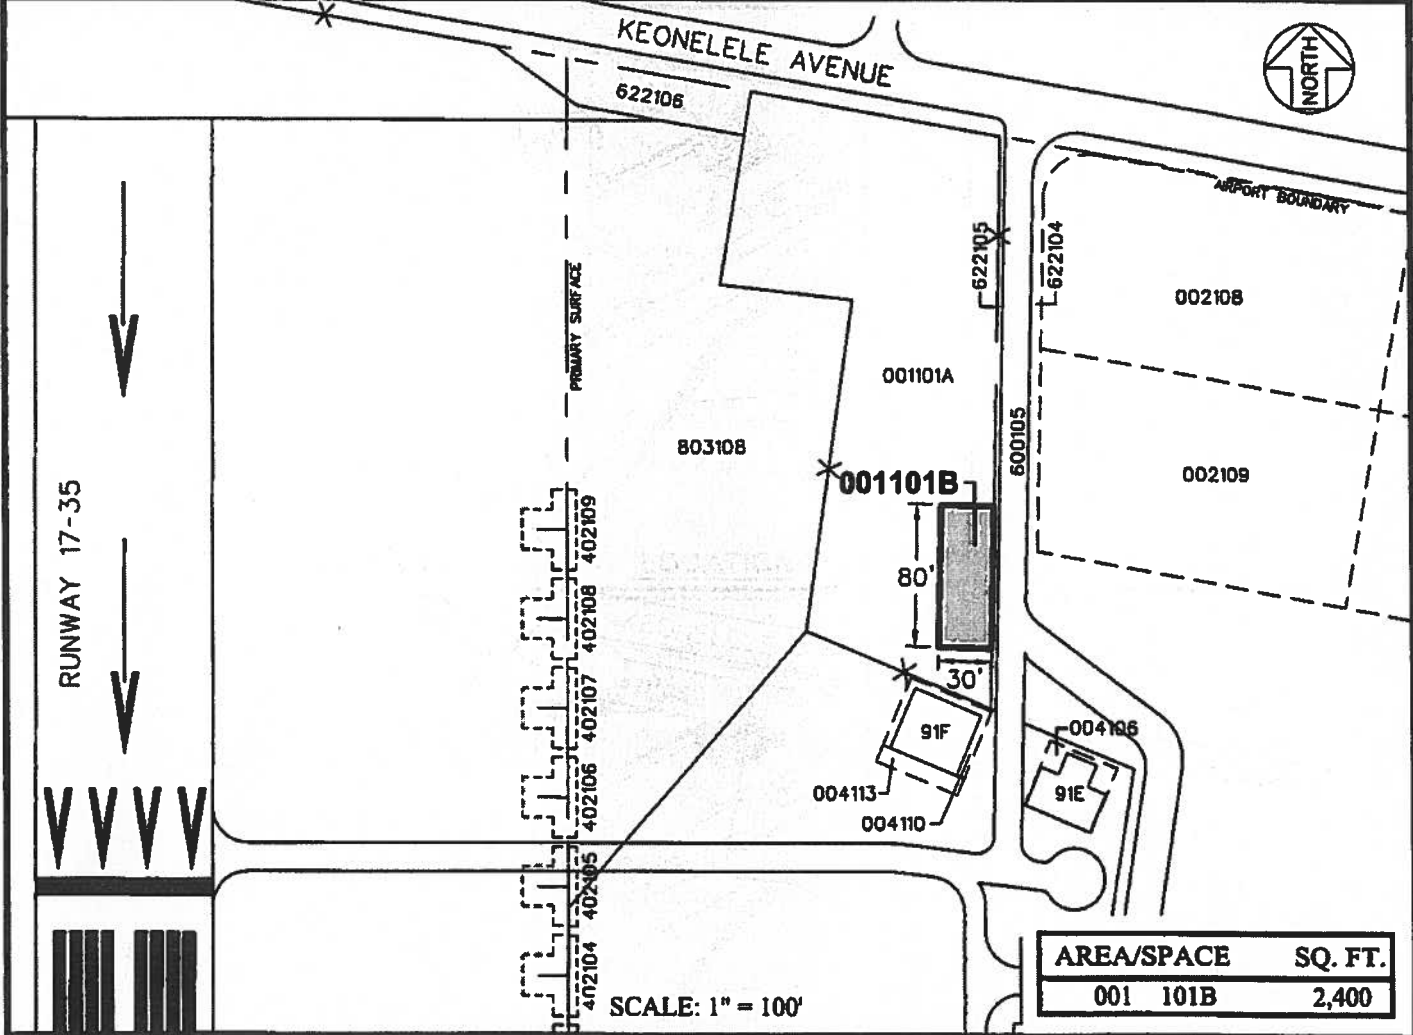 KEONELELE AVENUE
NORTH
622106
AIRPORT BOUNDARY
622105
622104
002108
PRIMARY SURFACE
001101A
600105
803108
002109
001101B
RUNWAY 17-35
402109
80'
402108
30'
402107
91F
004106
402106
004113
91E
004110
402105
402104
SCALE: 1" = 100'
AREA/SPACE SQ. FT.
001 101B 2,400